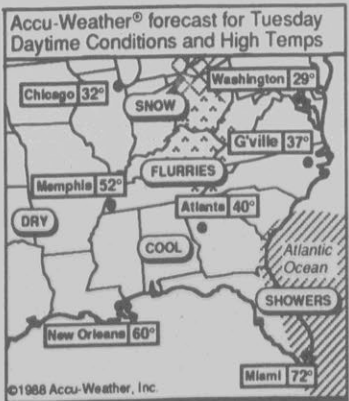 Accu-Weather® forecast for Tuesday
Daytime Conditions and High Temps
Washington 29°
Chicago 32°
SNOW
G'ville 37°
FLURRIES
Memphis 52°
Atlanta 40°
DRY
COOL
Atlantic
Ocean
SHOWERS
New Orleans 60°
Miami 72°
©1988 Accu-Weather, Inc.